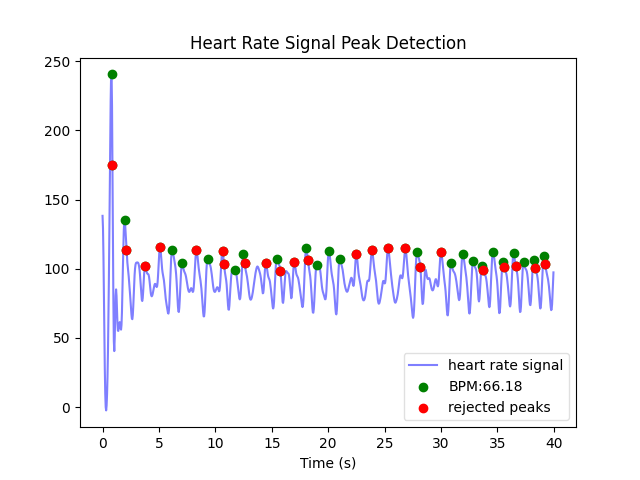 Heart Rate Signal Peak Detection
250
200
150
100
50
0
heart rate signal
BPM:66.18
rejected peaks
0 5 10 15 20 25 30 35 40
Time (s)